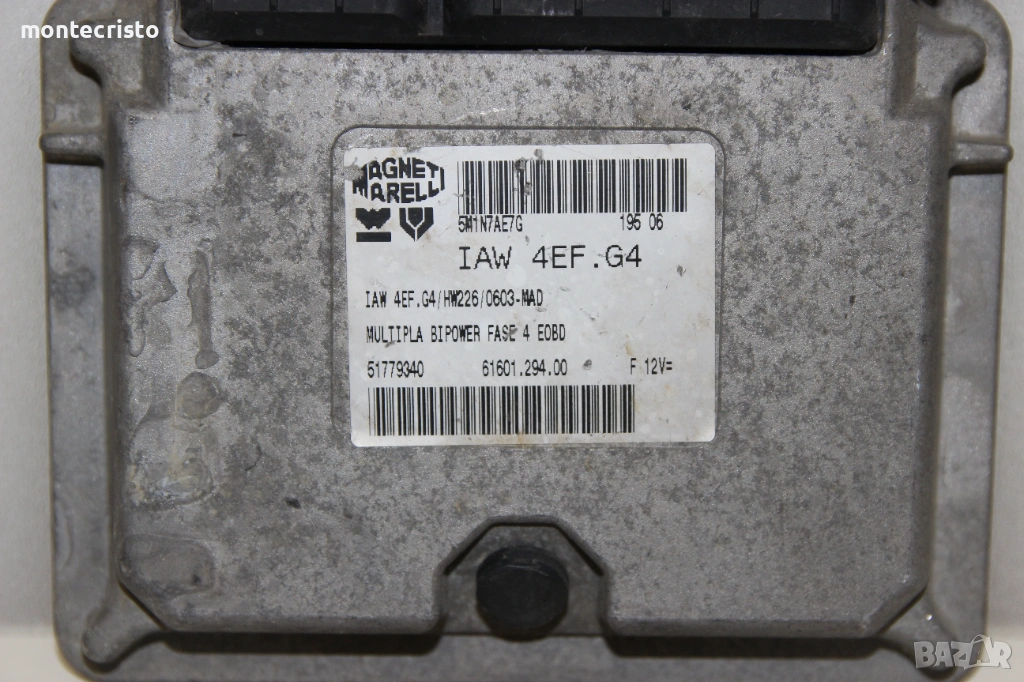 montecristo
MAGNETI
MARELLI
5M1N7AE7G 195 06
IAW 4EF.G4
IAW 4EF.G4/HW226/0603-MAD
MULTIPLA BIPOWER FASE 4 EOBD
51779340 61601.294.00 F 12V=
BAZAR